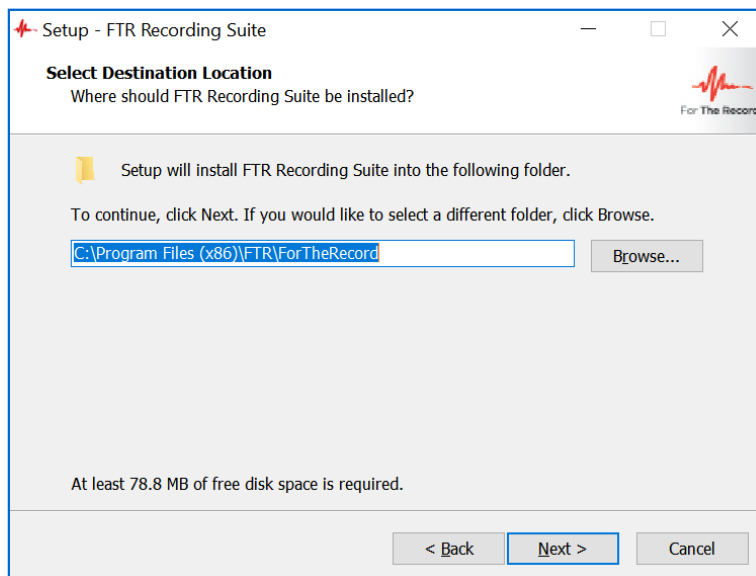 Setup - FTR Recording Suite
Select Destination Location
Where should FTR Recording Suite be installed?
For The Record
Setup will install FTR Recording Suite into the following folder.
To continue, click Next. If you would like to select a different folder, click Browse.
C:\Program Files (x86)\FTR\ForTheRecord
Browse...
At least 78.8 MB of free disk space is required.
< Back
Next >
Cancel